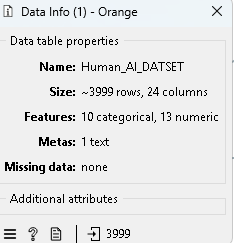 Data Info (1) - Orange
Data table properties
Name: Human_AI_DATSET
Size: ~3999 rows, 24 columns
Features: 10 categorical, 13 numeric
Metas: 1 text
Missing data: none
Additional attributes
? 3999